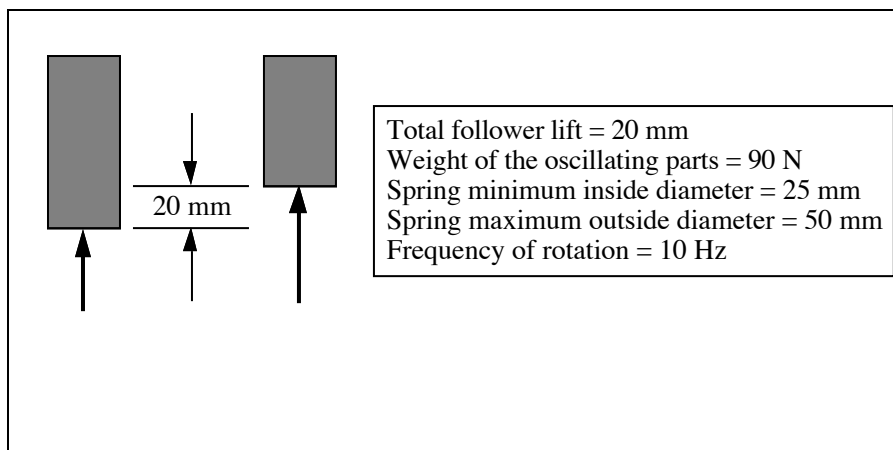 20 mm
Total follower lift = 20 mm
Weight of the oscillating parts = 90 N
Spring minimum inside diameter = 25 mm
Spring maximum outside diameter = 50 mm
Frequency of rotation = 10 Hz